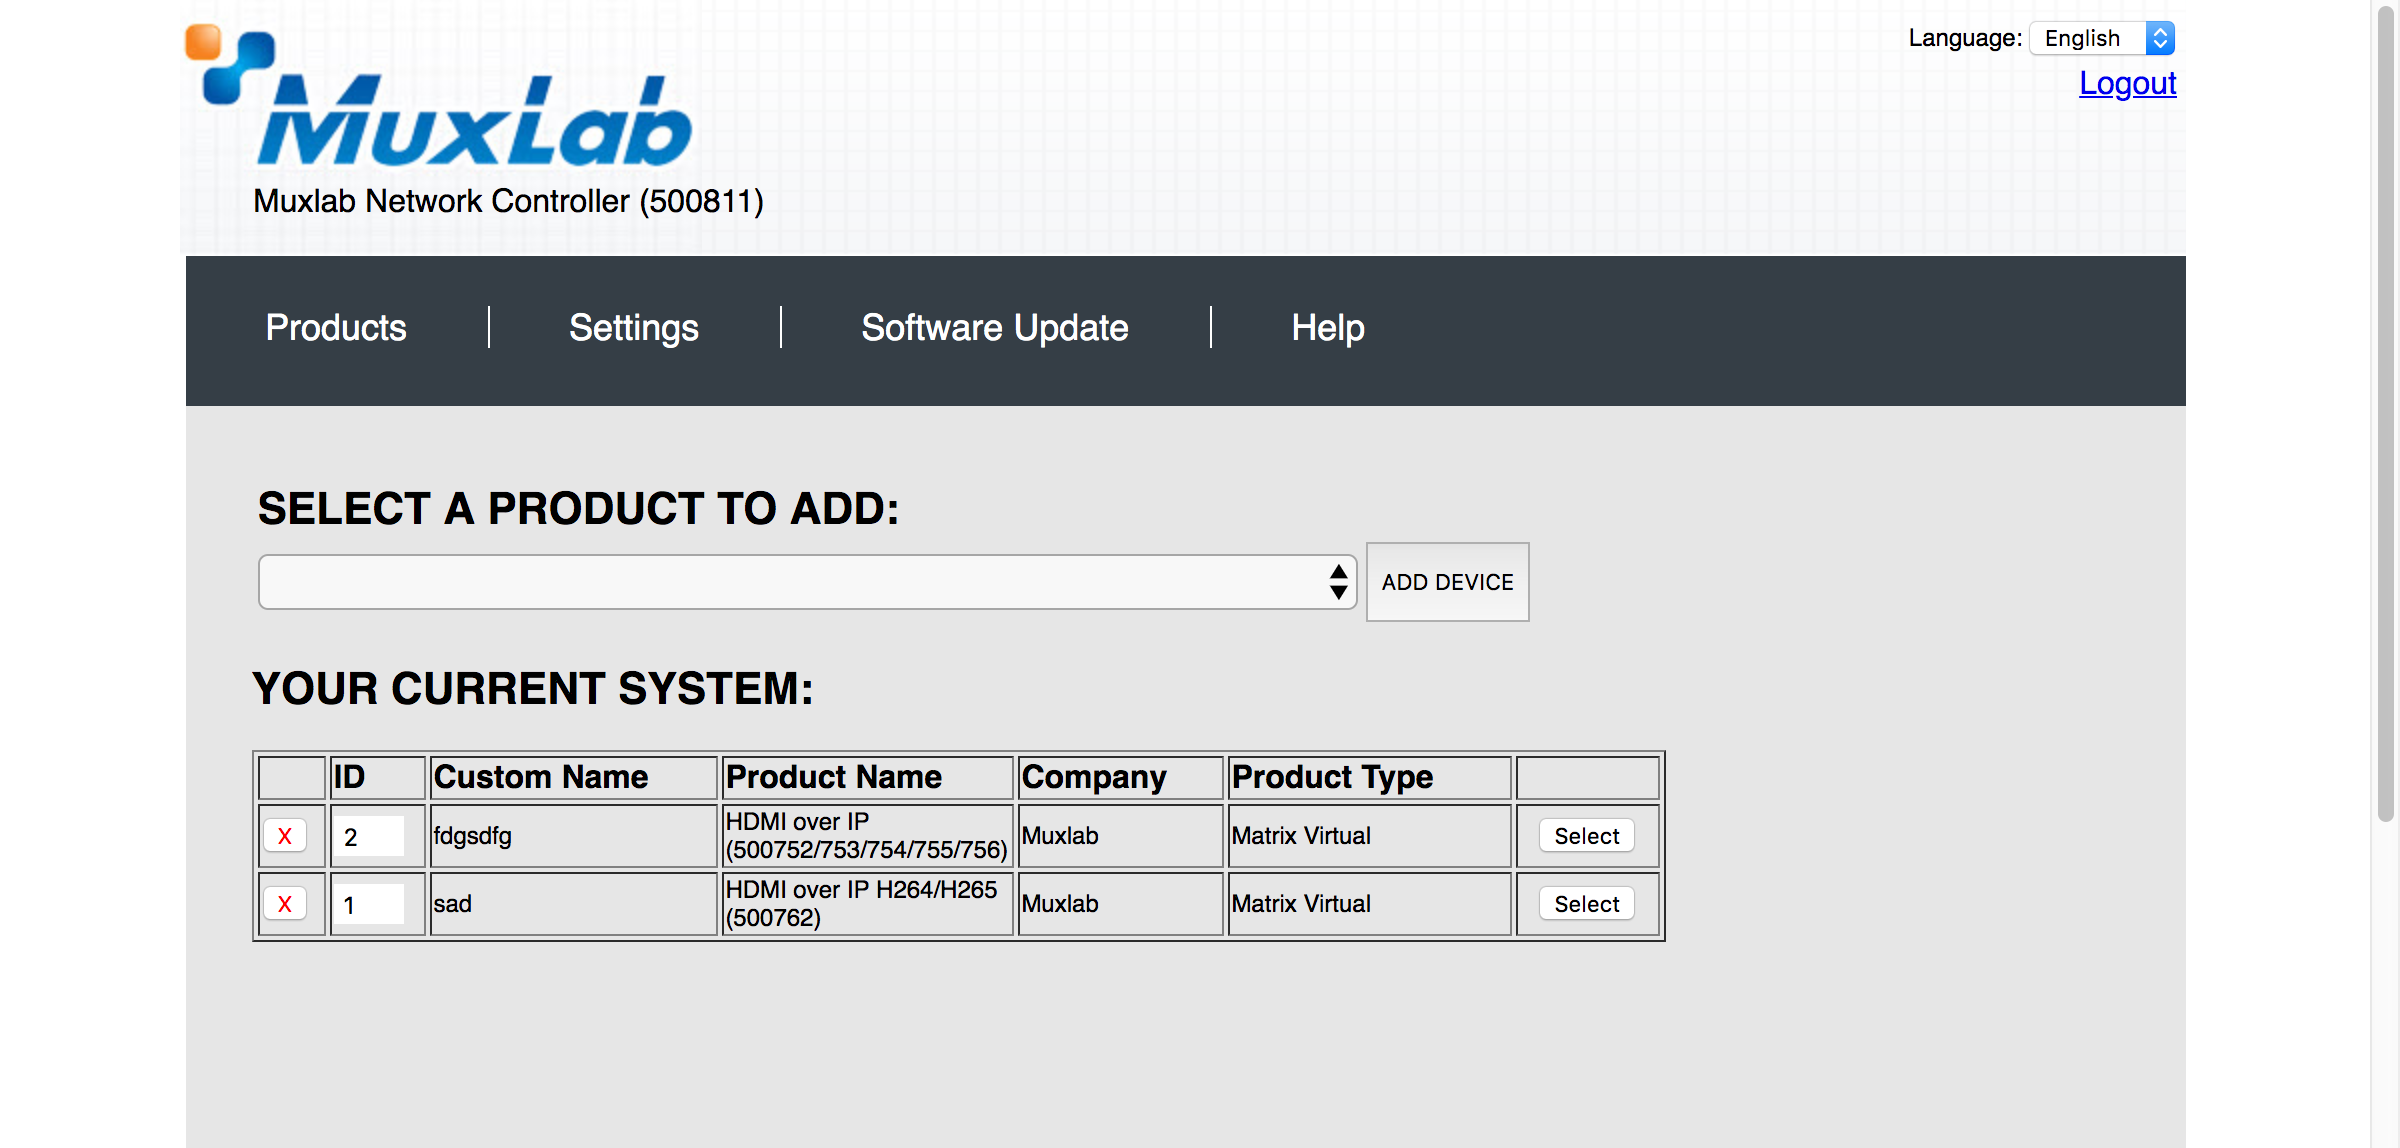 Language: English
Logout
MuxLab
Muxlab Network Controller (500811)
Products
Settings
Software Update
Help
SELECT A PRODUCT TO ADD:
ADD DEVICE
YOUR CURRENT SYSTEM:
ID Custom Name Product Name Company Product Type
X 2 fdgsdfg HDMI over IP (500752/753/754/755/756) Muxlab Matrix Virtual Select
X 1 sad HDMI over IP H264/H265 (500762) Muxlab Matrix Virtual Select